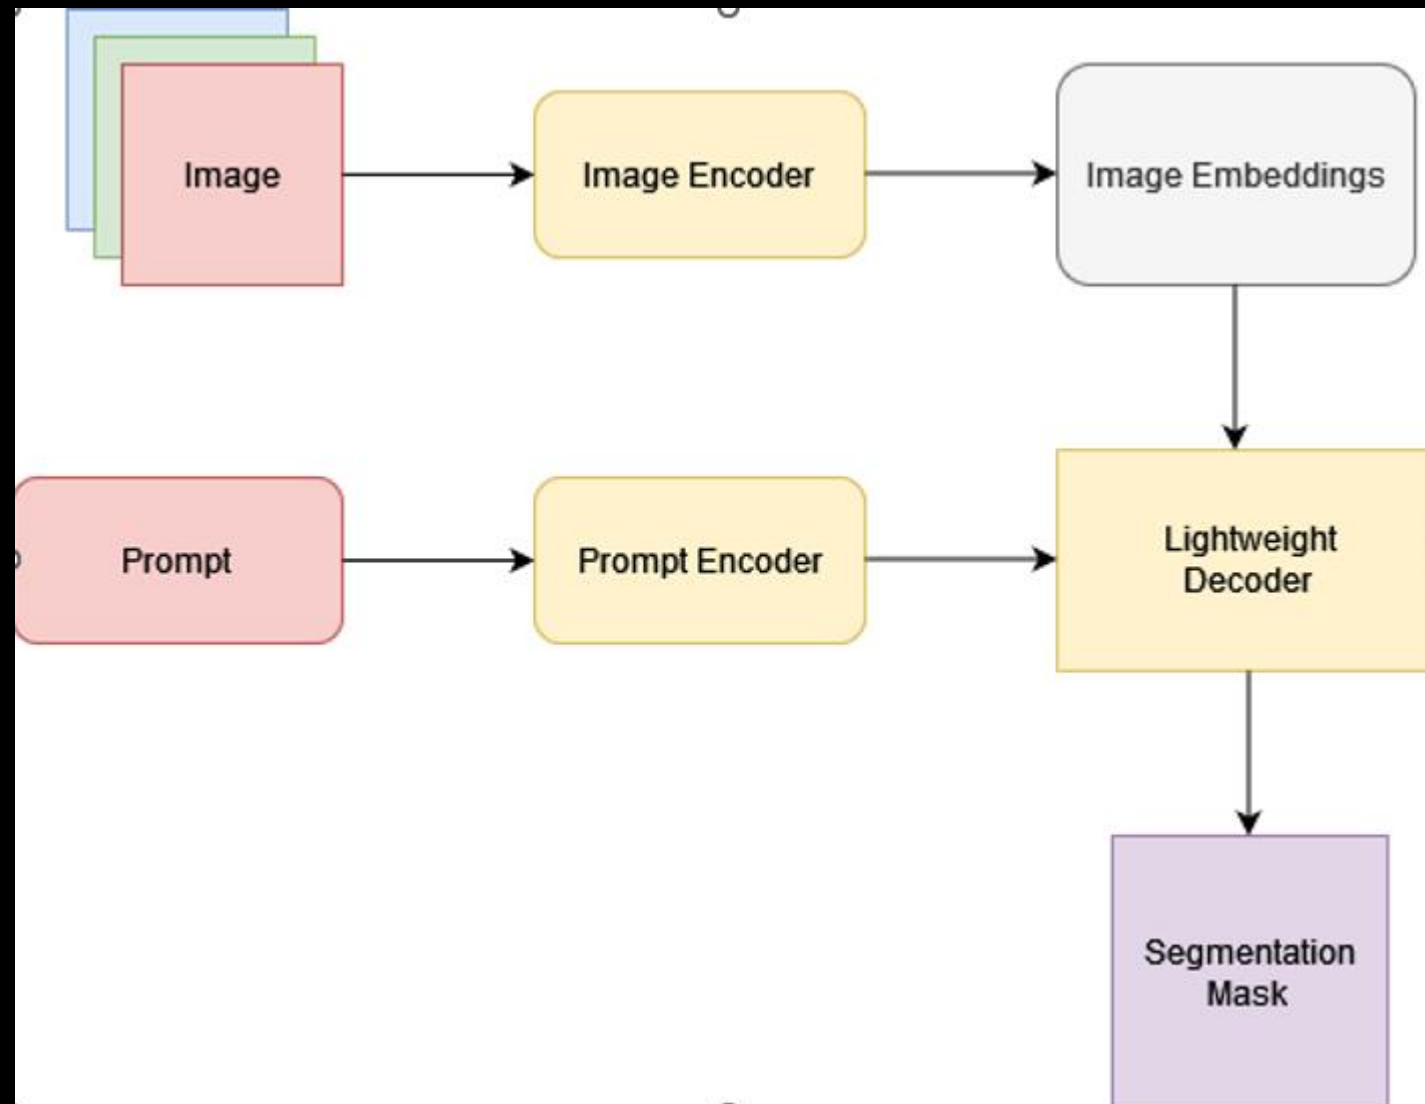 Image
Image Encoder
Image Embeddings
Prompt
Prompt Encoder
Lightweight
Decoder
Segmentation
Mask